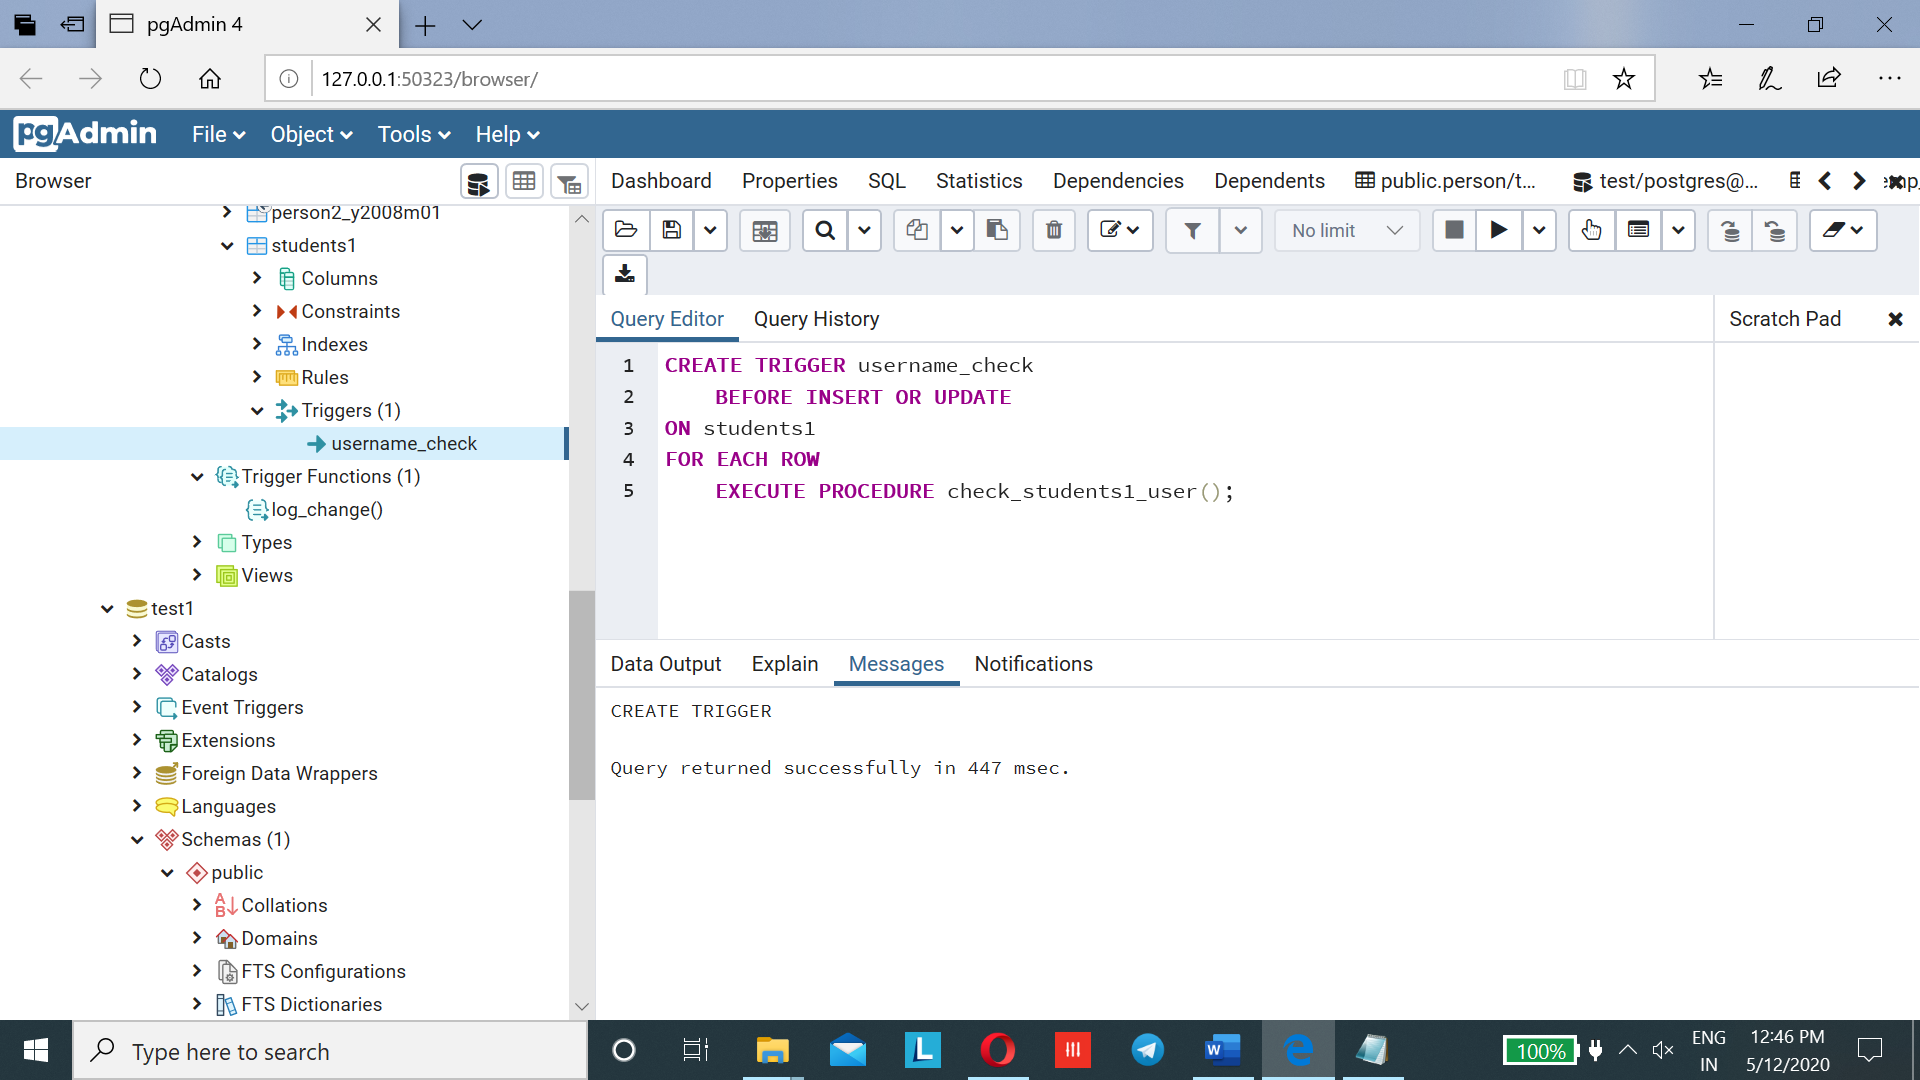 pgAdmin 4
127.0.0.1:50323/browser/
pgAdmin File Object Tools Help
Browser
Dashboard Properties SQL Statistics Dependencies Dependents public.person/t... test/postgres@...
No limit
person2_y2008m01
students1
Columns
Constraints
Indexes
Rules
Triggers (1)
username_check
Trigger Functions (1)
log_change()
Types
Views
test1
Casts
Catalogs
Event Triggers
Extensions
Foreign Data Wrappers
Languages
Schemas (1)
public
Collations
Domains
FTS Configurations
FTS Dictionaries
Query Editor Query History
Scratch Pad
1 CREATE TRIGGER username_check
2 BEFORE INSERT OR UPDATE
3 ON students1
4 FOR EACH ROW
5 EXECUTE PROCEDURE check_students1_user();
Data Output Explain Messages Notifications
CREATE TRIGGER
Query returned successfully in 447 msec.
Type here to search
L
W
100%
ENG
IN
12:46 PM
5/12/2020